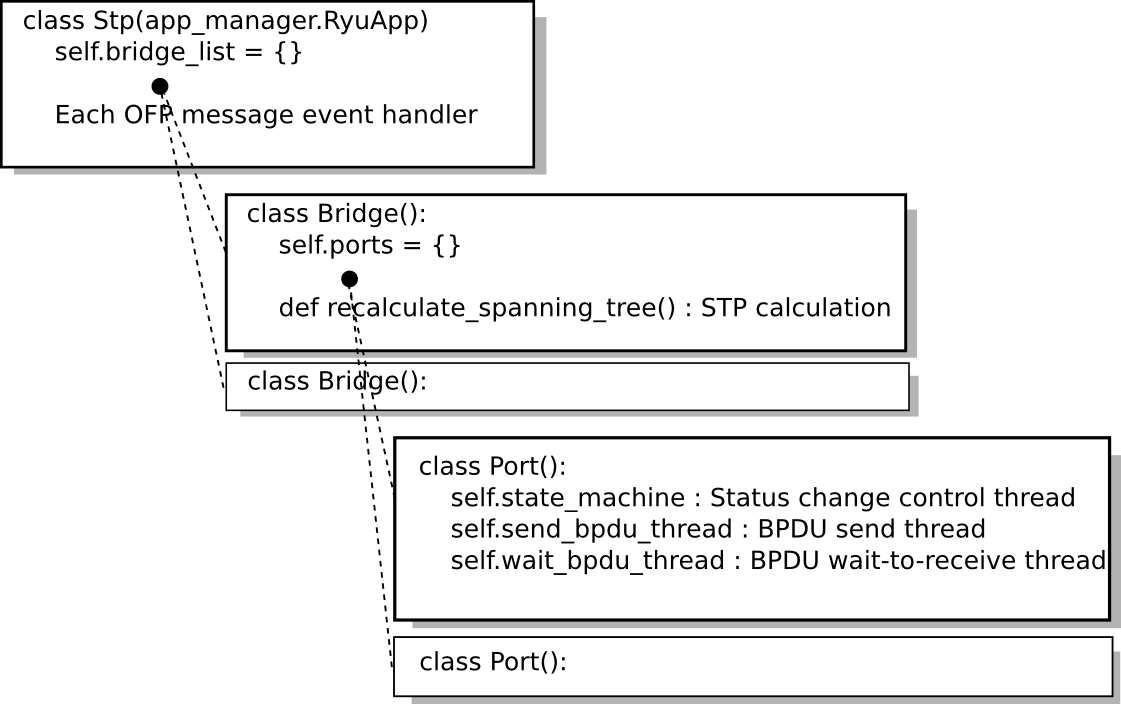 class Stp(app_manager.RyuApp)
self.bridge_list = {}
Each OFP message event handler
class Bridge():
self.ports = {}
def recalculate_spanning_tree() : STP calculation
class Bridge():
class Port():
self.state_machine : Status change control thread
self.send_bpdu_thread : BPDU send thread
self.wait_bpdu_thread : BPDU wait-to-receive thread
class Port():